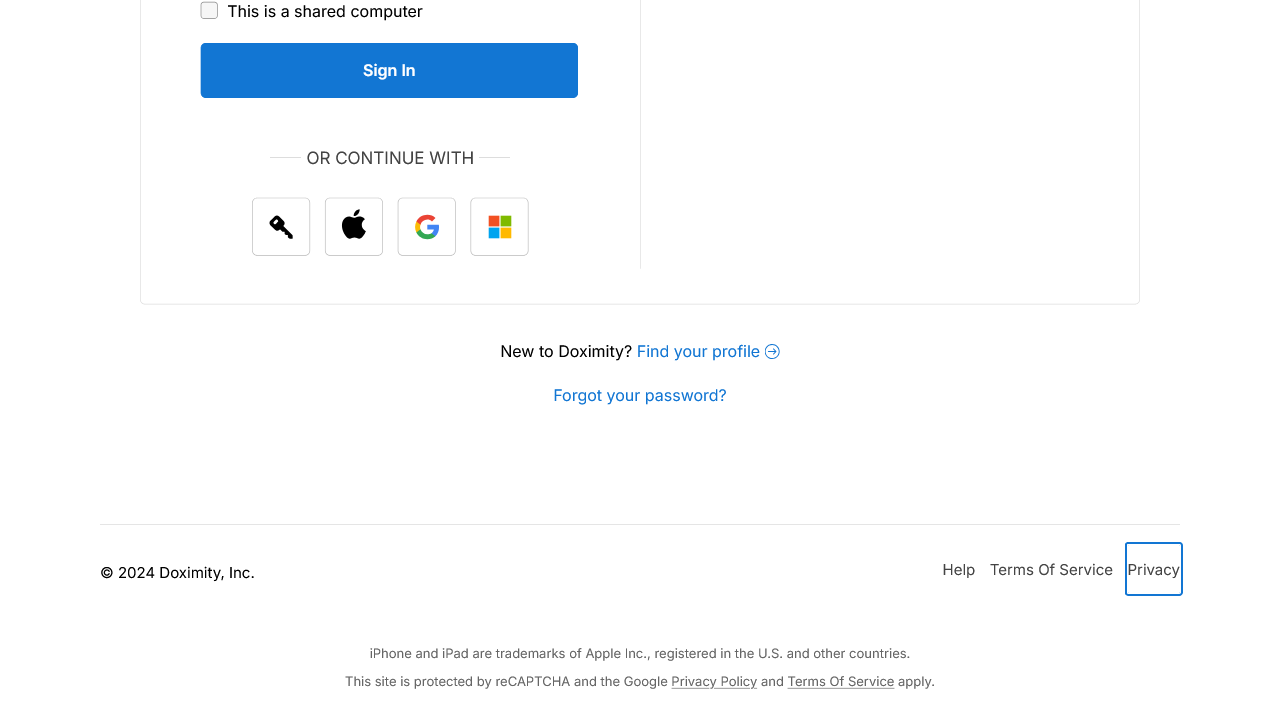 This is a shared computer
Sign In
OR CONTINUE WITH
New to Doximity? Find your profile
Forgot your password?
© 2024 Doximity, Inc.
Help Terms Of Service Privacy
iPhone and iPad are trademarks of Apple Inc., registered in the U.S. and other countries.
This site is protected by reCAPTCHA and the Google Privacy Policy and Terms Of Service apply.